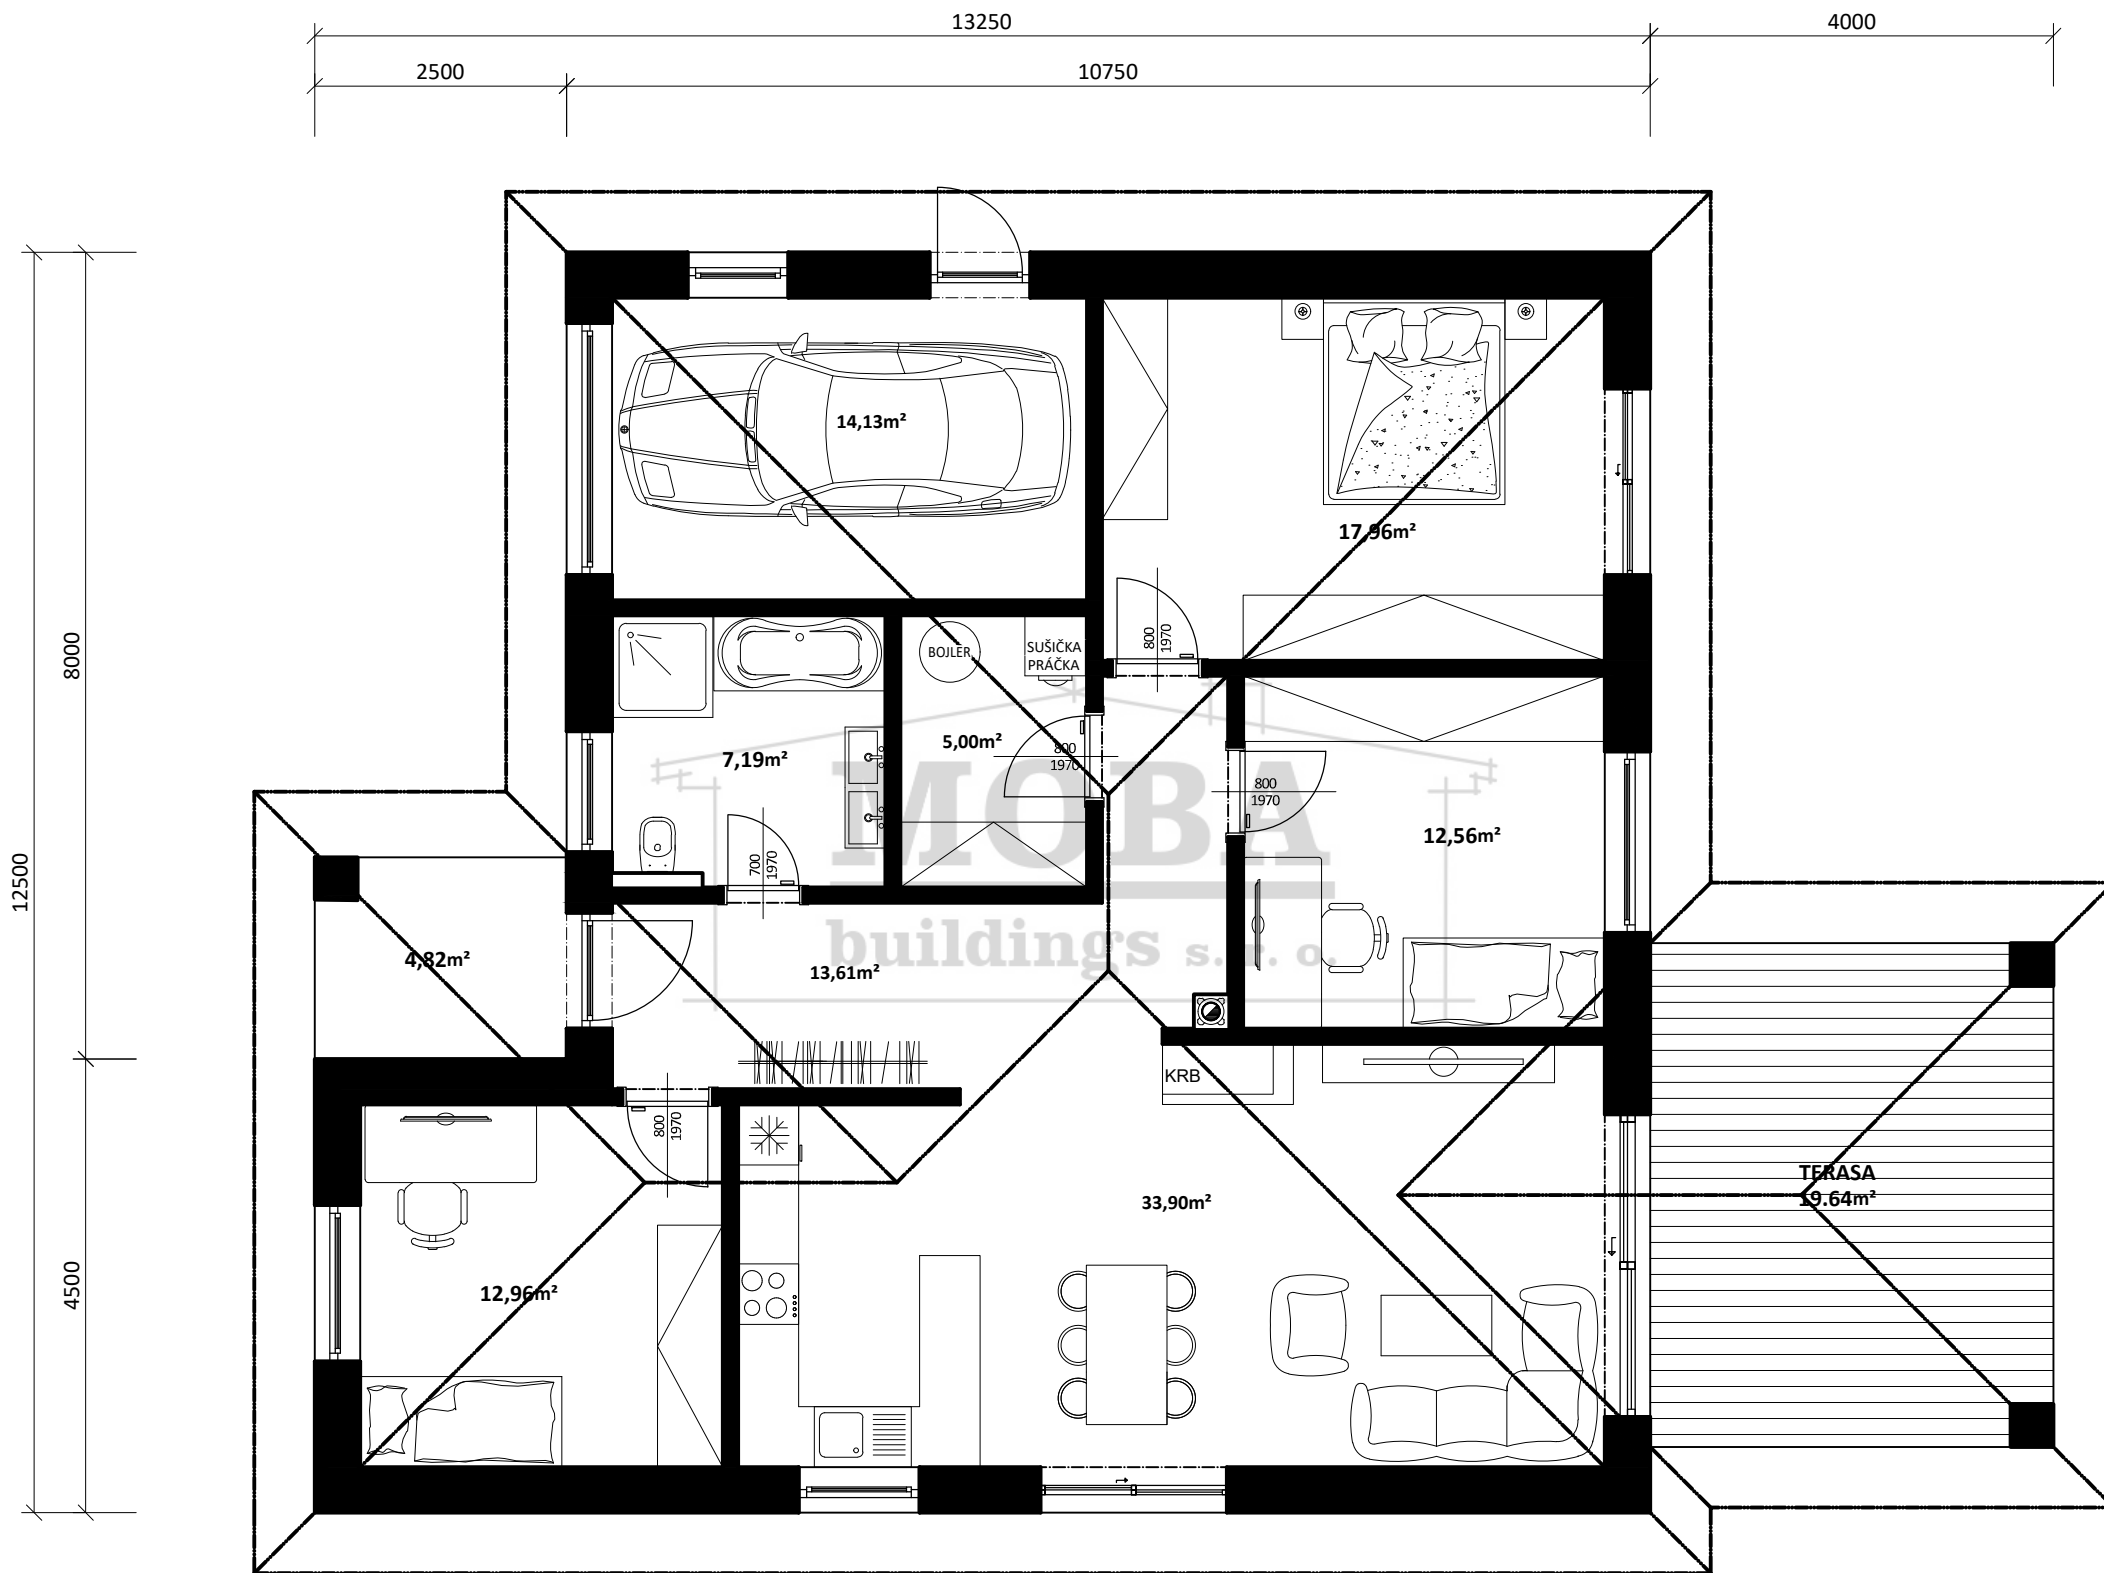 13250
4000
2500
10750
14,13m²
17,96m²
8000
12500
4500
BOJLER
SUŠIČKA
PRÁČKA
800
1970
7,19m²
5,00m²
800
1970
800
1970
12,56m²
MOBA
buildings s. r. o.
700
1970
4,82m²
13,61m²
KRB
800
1970
33,90m²
TERASA
19.64m²
12,96m²